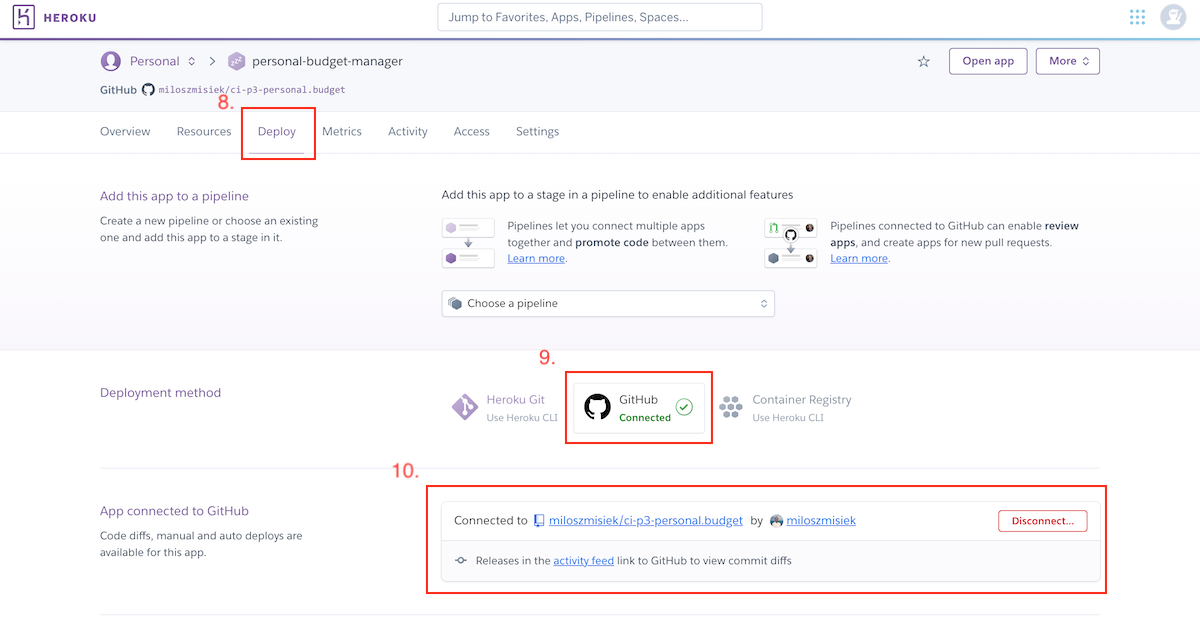 HEROKU
Jump to Favorites, Apps, Pipelines, Spaces...
Personal
personal-budget-manager
Open app
More
GitHub miloszmisiek/ci-p3-personal.budget
8.
Overview Resources Deploy Metrics Activity Access Settings
Add this app to a pipeline
Create a new pipeline or choose an existing
one and add this app to a stage in it.
Add this app to a stage in a pipeline to enable additional features
Pipelines let you connect multiple apps
together and promote code between them.
Learn more.
Pipelines connected to GitHub can enable review
apps, and create apps for new pull requests.
Learn more.
Choose a pipeline
9.
Deployment method
Heroku Git
Use Heroku CLI
GitHub
Connected
Container Registry
Use Heroku CLI
10.
App connected to GitHub
Code diffs, manual and auto deploys are
available for this app.
Connected to miloszmisiek/ci-p3-personal.budget by miloszmisiek
Disconnect...
Releases in the activity feed link to GitHub to view commit diffs